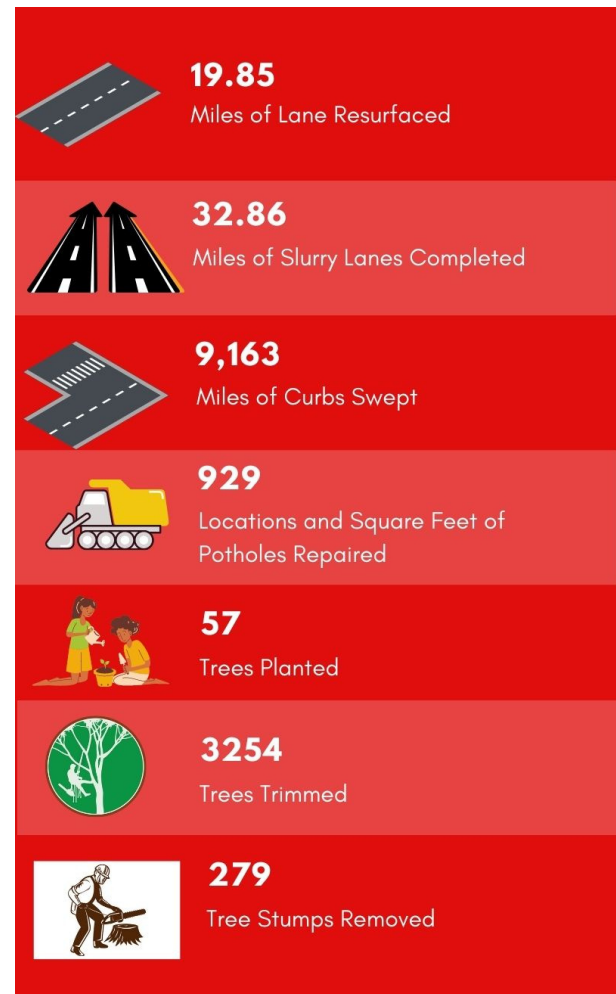 19.85
Miles of Lane Resurfaced
32.86
Miles of Slurry Lanes Completed
9,163
Miles of Curbs Swept
929
Locations and Square Feet of
Potholes Repaired
57
Trees Planted
3254
Trees Trimmed
279
Tree Stumps Removed